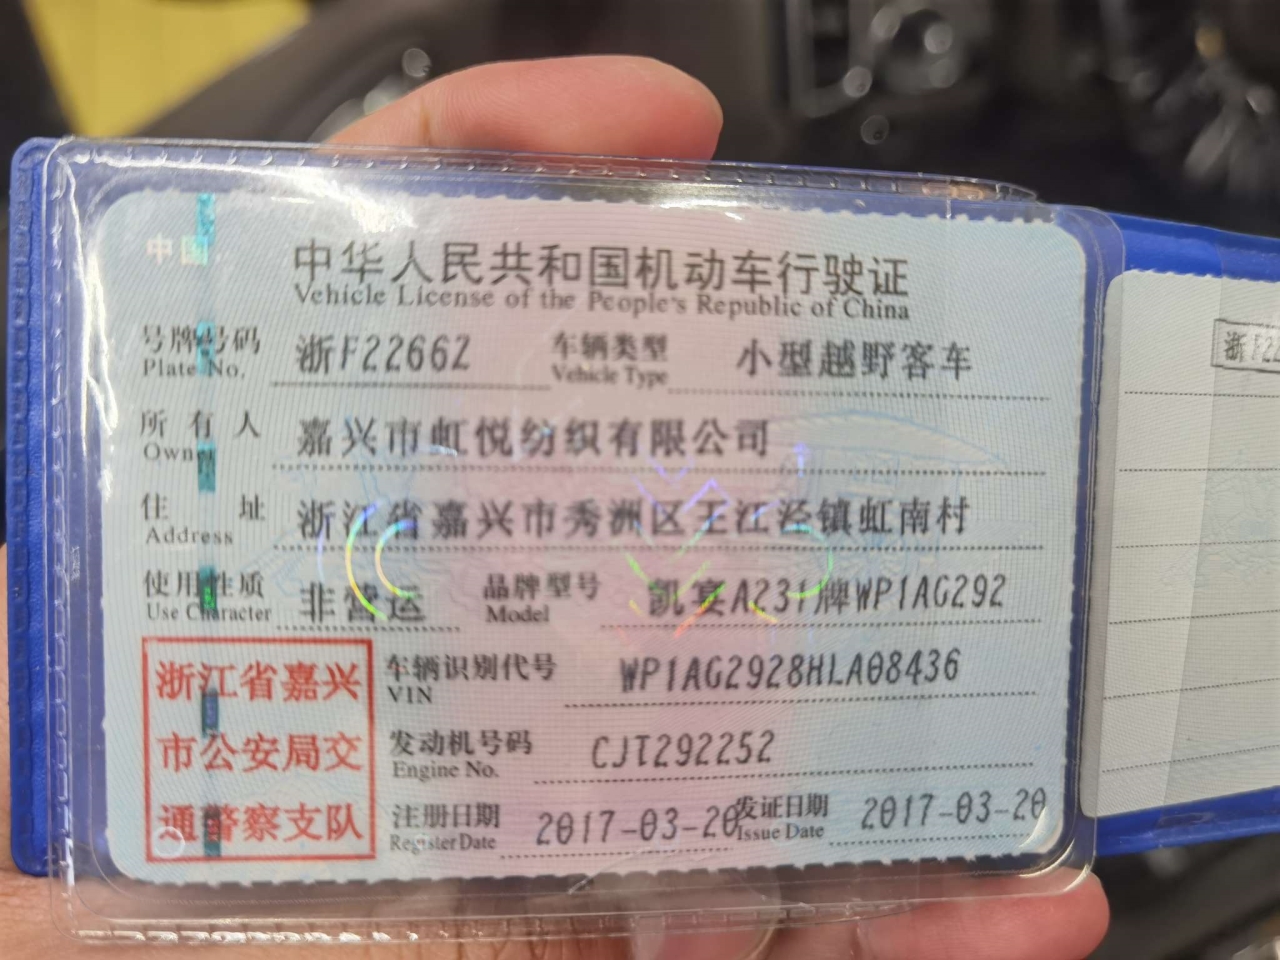 中国
中华人民共和国机动车行驶证
Vehicle License of the People's Republic of China
号牌号码 浙F2266Z 车辆类型 小型越野客车
Plate No. Vehicle Type
所有人 嘉兴市虹悦纺织有限公司
Owner
住址 浙江省嘉兴市秀洲区王江泾镇虹南村
Address
使用性质 非营运 品牌型号 凯宴A231牌WP1AG292
Use Character Model
浙江省嘉兴
市公安局交
通警察支队
车辆识别代号 WP1AG2928HLA08436
VIN
发动机号码 CJT292252
Engine No.
注册日期 2017-03-20 发证日期 2017-03-20
Register Date Issue Date
浙F22